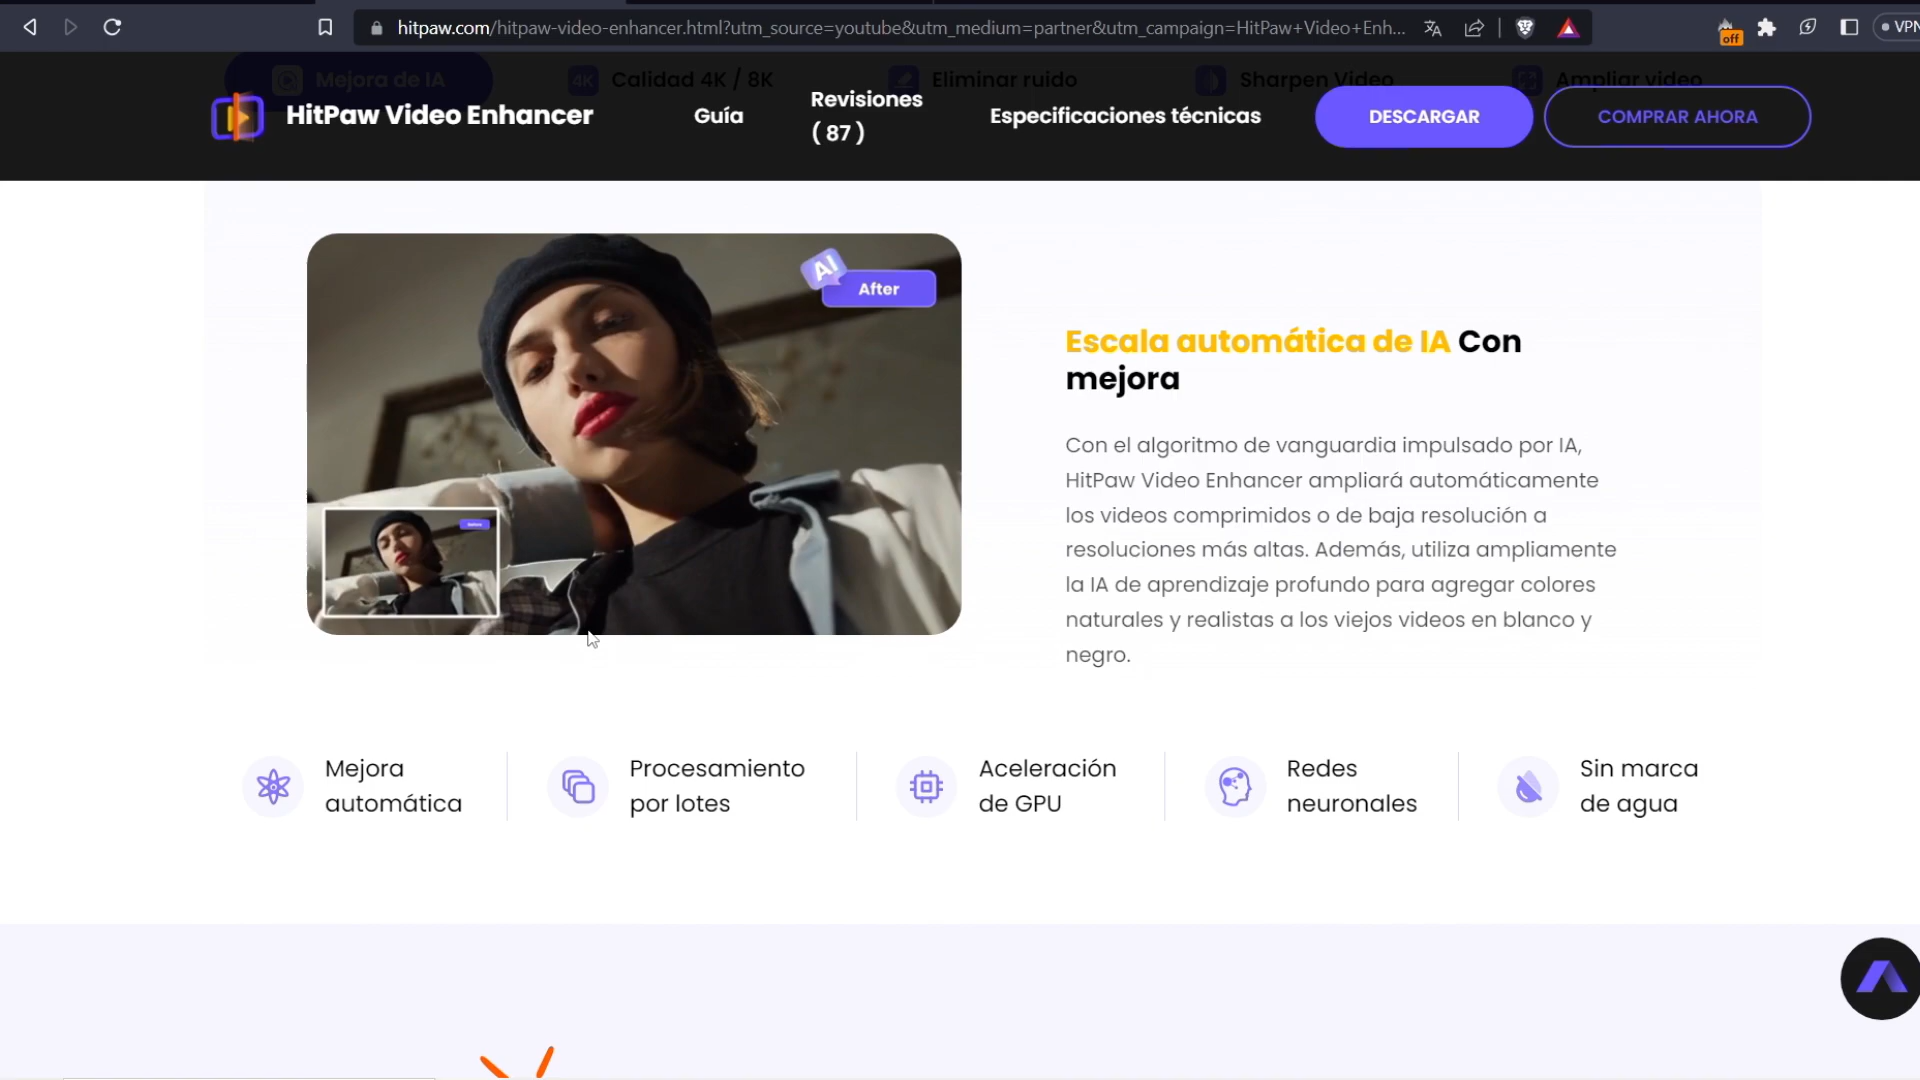 hitpaw.com/hitpaw-video-enhancer.html?utm_source=youtube&utm_medium=partner&utm_campaign=HitPaw+Video+Enh...
off
VPN
Mejora de IA
4K
Calidad 4K / 8K
Eliminar ruido
Sharpen Video
Ampliar video
HitPaw Video Enhancer
Guía
Revisiones
( 87 )
Especificaciones técnicas
DESCARGAR
COMPRAR AHORA
AI
After
Escala automática de IA Con
mejora
Con el algoritmo de vanguardia impulsado por IA,
HitPaw Video Enhancer ampliará automáticamente
los videos comprimidos o de baja resolución a
resoluciones más altas. Además, utiliza ampliamente
la IA de aprendizaje profundo para agregar colores
naturales y realistas a los viejos videos en blanco y
negro.
Mejora
automática
Procesamiento
por lotes
Aceleración
de GPU
Redes
neuronales
Sin marca
de agua